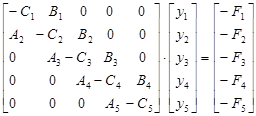 [ -C₁ B₁ 0 0 0 ] [ y₁ ] [ -F₁ ]
[ A₂ -C₂ B₂ 0 0 ] [ y₂ ] [ -F₂ ]
[ 0 A₃ -C₃ B₃ 0 ] · [ y₃ ] = [ -F₃ ]
[ 0 0 A₄ -C₄ B₄ ] [ y₄ ] [ -F₄ ]
[ 0 0 0 A₅ -C₅ ] [ y₅ ] [ -F₅ ]